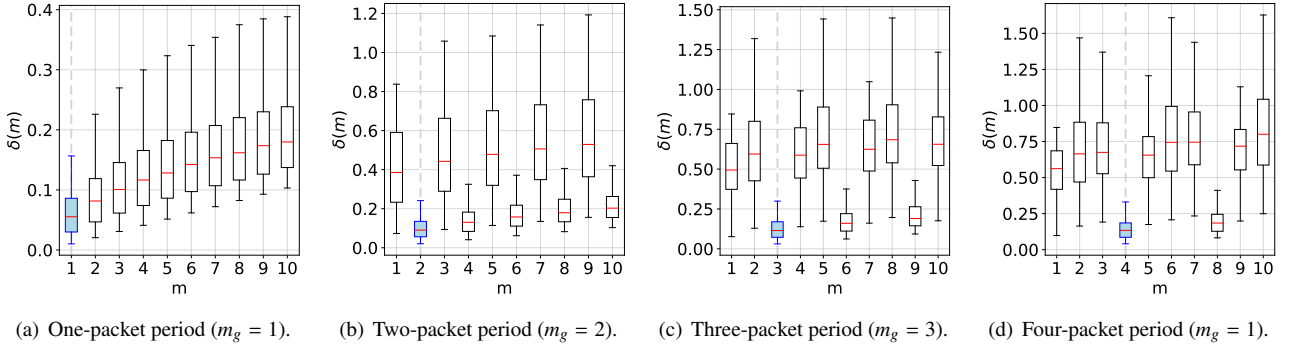 0.4
0.3
0.2
0.1
0.0
δ(m)
1 2 3 4 5 6 7 8 9 10
m
1.2
1.0
0.8
0.6
0.4
0.2
0.0
δ(m)
1 2 3 4 5 6 7 8 9 10
m
1.50
1.25
1.00
0.75
0.50
0.25
0.00
δ(m)
1 2 3 4 5 6 7 8 9 10
m
1.50
1.25
1.00
0.75
0.50
0.25
0.00
δ(m)
1 2 3 4 5 6 7 8 9 10
m
(a) One-packet period (m_g = 1).
(b) Two-packet period (m_g = 2).
(c) Three-packet period (m_g = 3).
(d) Four-packet period (m_g = 1).